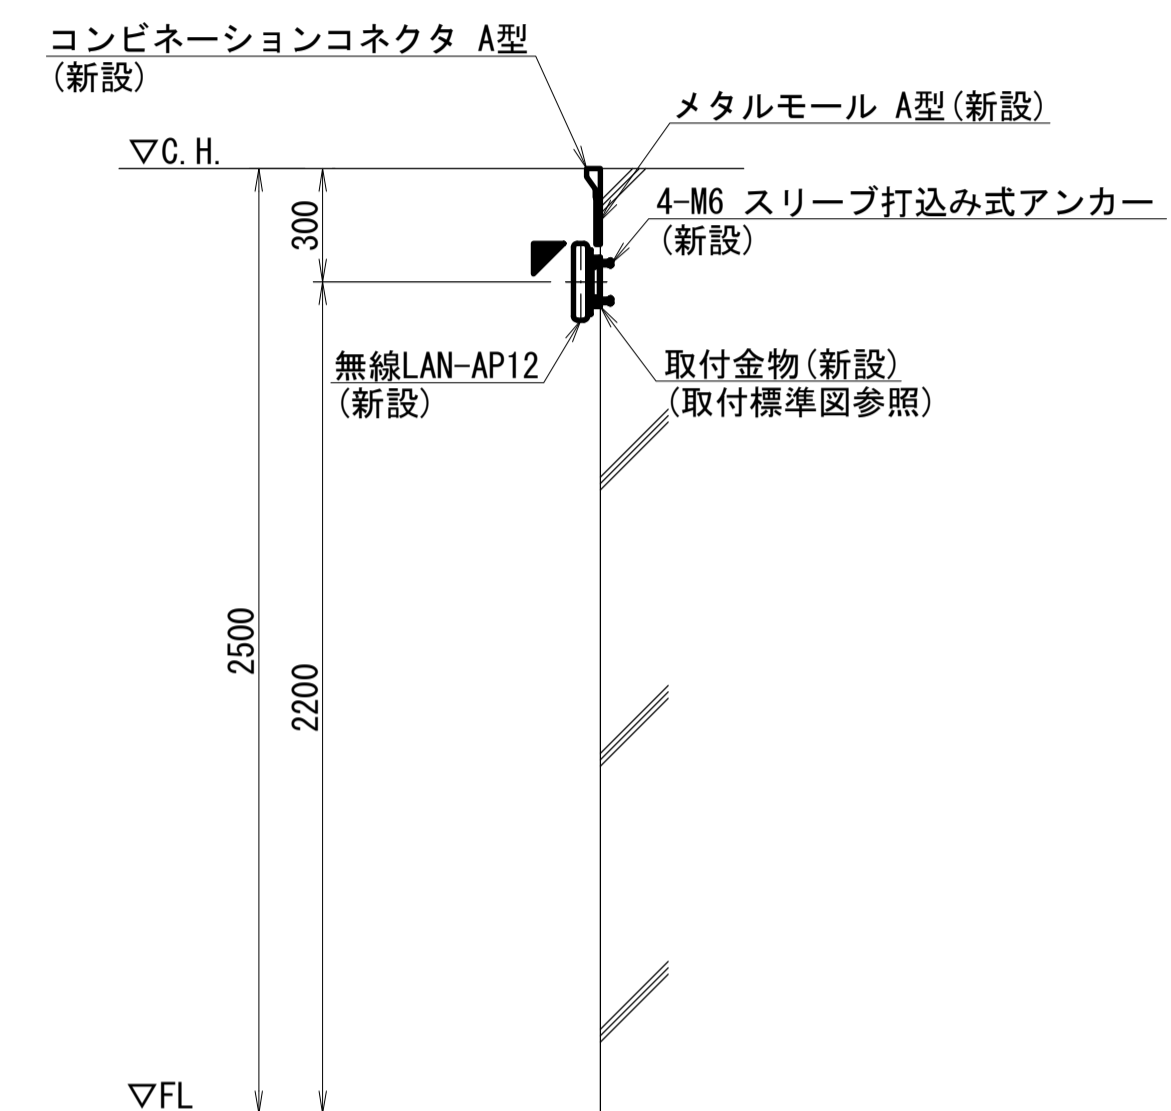 コンビネーションコネクタ A型
(新設)
メタルモール A型(新設)
▽C.H.
4-M6 スリーブ打込み式アンカー
(新設)
300
無線LAN-AP12
(新設)
取付金物(新設)
(取付標準図参照)
2500
2200
▽FL